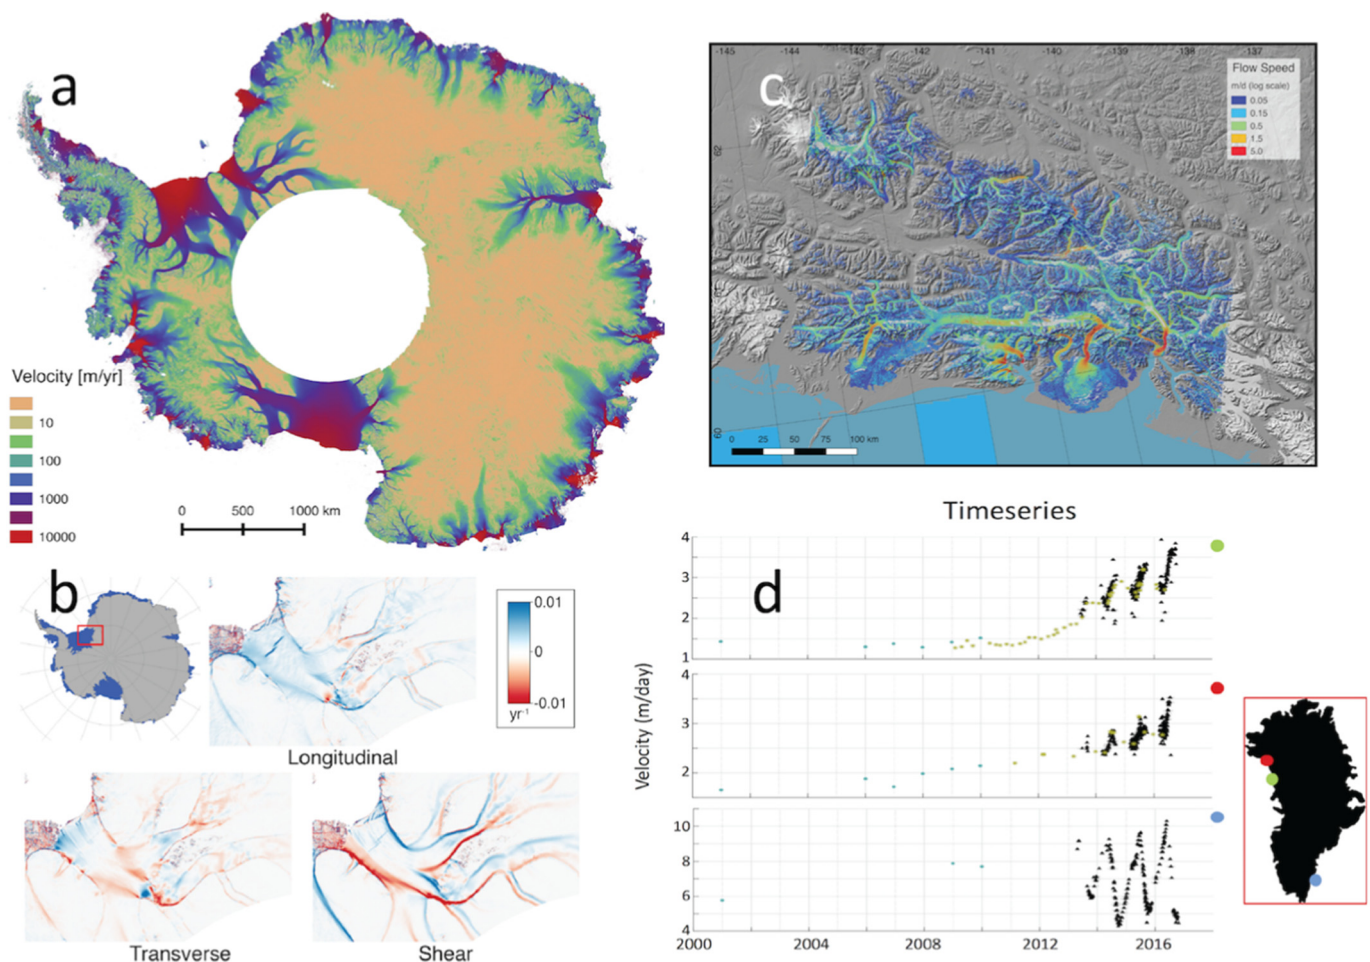 a
Velocity [m/yr]
10
100
1000
10000
0 500 1000 km
c
-145 -144 -143 -142 -141 -140 -139 -138 -137
Flow Speed
m/d (log scale)
0.05
0.15
0.5
1.5
5.0
62
60
0 25 50 75 100 km
b
0.01
0
-0.01
yr⁻¹
Longitudinal
Transverse
Shear
Timeseries
d
Velocity (m/day)
4
3
2
1
4
3
2
10
8
6
4
2000 2004 2008 2012 2016